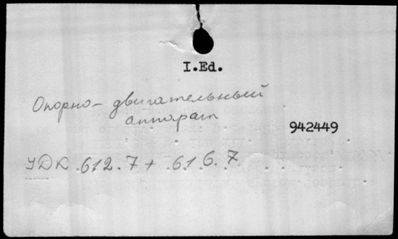 I.Ed.
Опорно-двигательный
аппарат
942449
УДК 612.7 + 616.7